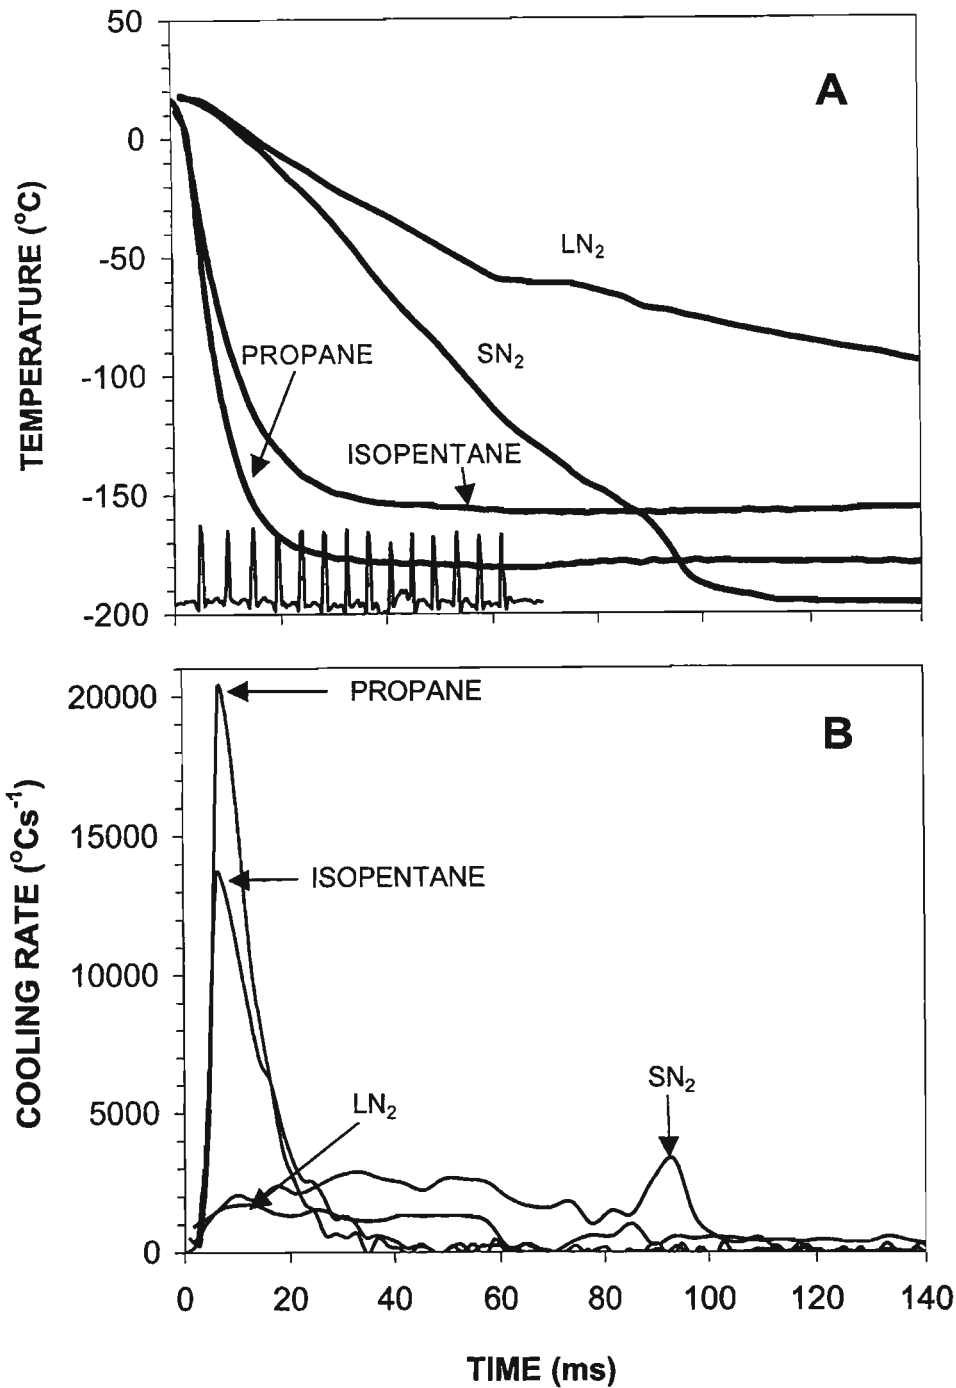 50
A
0
TEMPERATURE (°C)
LN₂
-50
PROPANE
SN₂
-100
ISOPENTANE
-150
-200
20000
PROPANE
B
15000
ISOPENTANE
COOLING RATE (°Cs⁻¹)
10000
SN₂
5000
LN₂
0
0 20 40 60 80 100 120 140
TIME (ms)